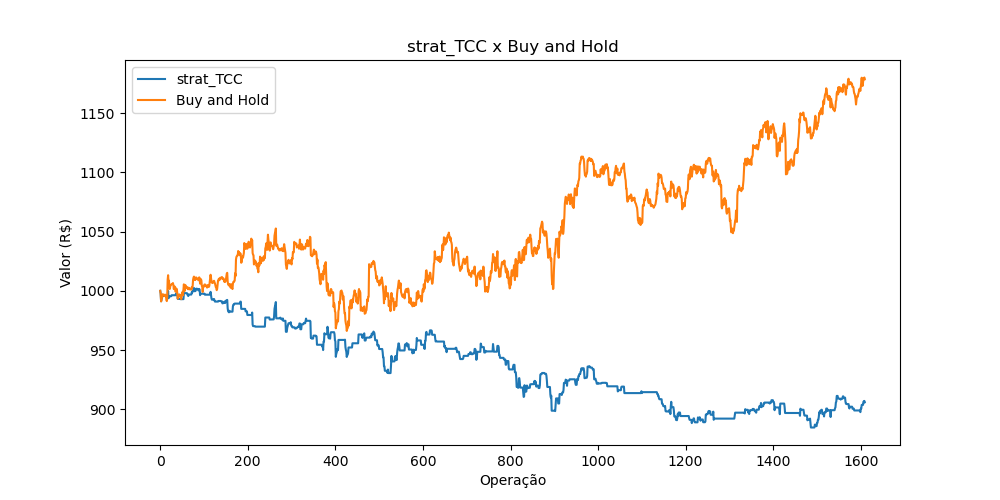 strat_TCC x Buy and Hold
strat_TCC
Buy and Hold
1150
1100
1050
1000
950
900
Valor (R$)
0 200 400 600 800 1000 1200 1400 1600
Operação